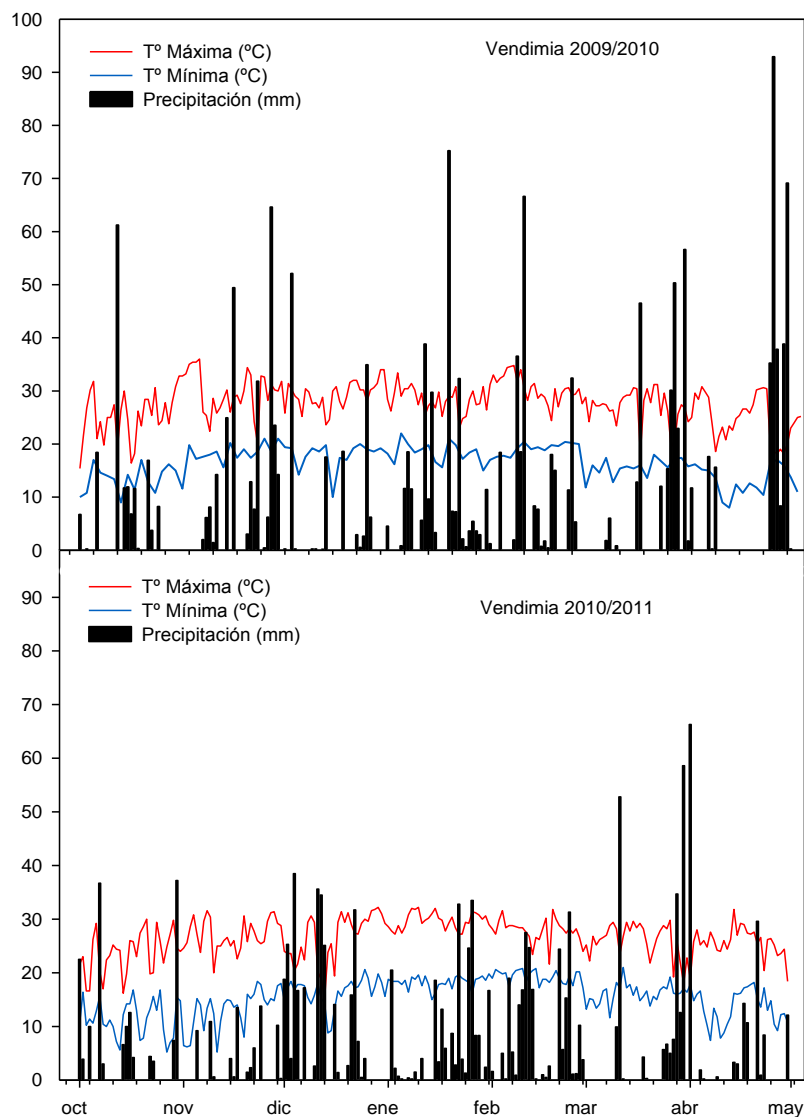 100
90
80
70
60
50
40
30
20
10
0
Tº Máxima (ºC)
Tº Mínima (ºC)
Precipitación (mm)
Vendimia 2009/2010
90
80
70
60
50
40
30
20
10
0
Tº Máxima (ºC)
Tº Mínima (ºC)
Precipitación (mm)
Vendimia 2010/2011
oct nov dic ene feb mar abr may